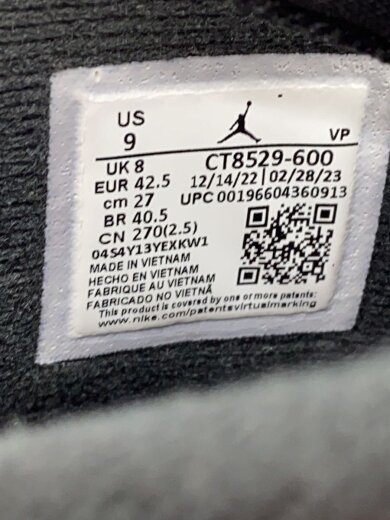 US
9
VP
UK 8
CT8529-600
EUR 42.5
12/14/22 | 02/28/23
cm 27
UPC 00196604360913
BR 40.5
CN 270(2.5)
04S4Y13YEXKW1
MADE IN VIETNAM
HECHO EN VIETNAM
FABRIQUE AU VIETNAM
FABRICADO NO VIETNÃ
This product is covered by one or more patents:
www.nike.com/patentsvirtualmarking